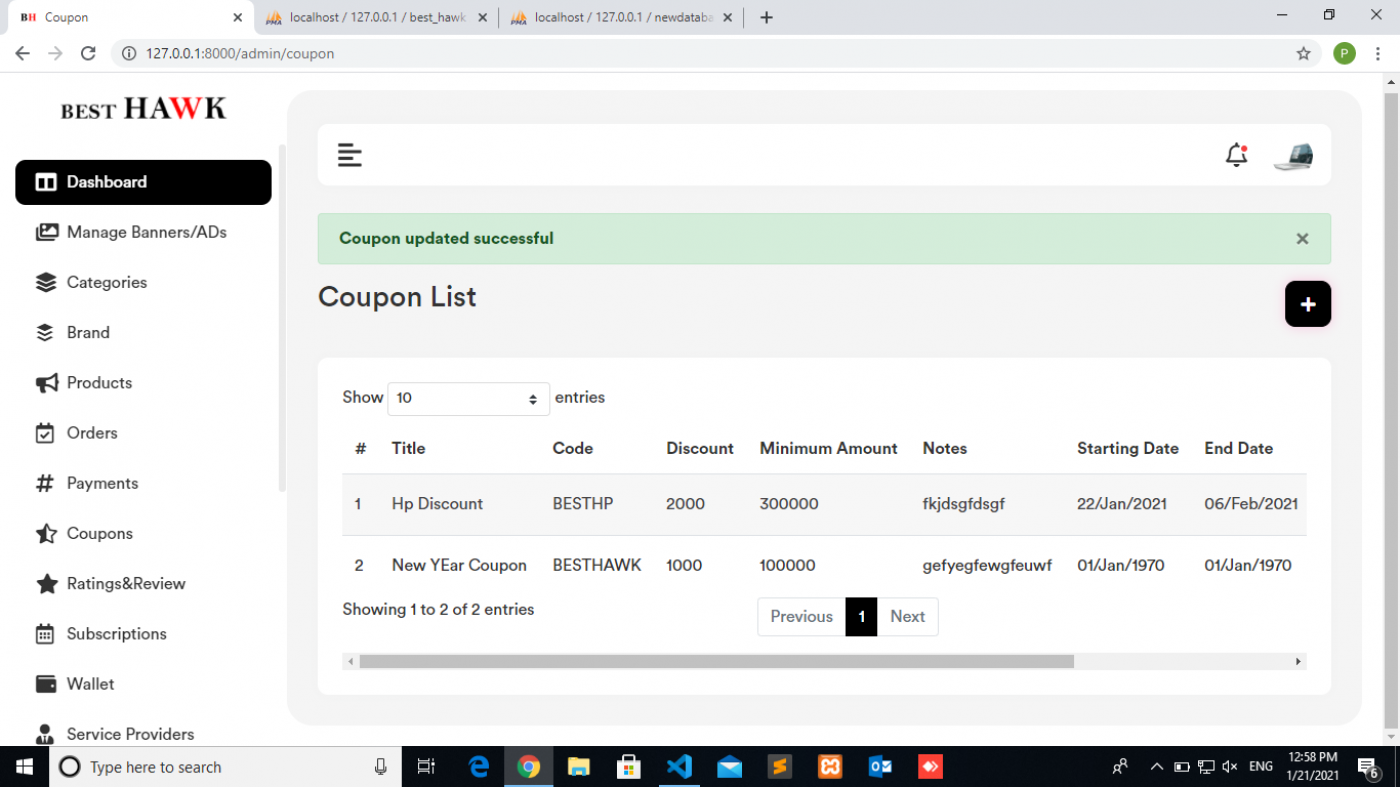 BH Coupon
localhost / 127.0.0.1 / best_hawk
localhost / 127.0.0.1 / newdataba
127.0.0.1:8000/admin/coupon
P
BEST HAWK
Dashboard
Manage Banners/ADs
Categories
Brand
Products
Orders
Payments
Coupons
Ratings&Review
Subscriptions
Wallet
Service Providers
Coupon updated successful
Coupon List
Show 10 entries
# Title Code Discount Minimum Amount Notes Starting Date End Date
1 Hp Discount BESTHP 2000 300000 fkjdsgfdsgf 22/Jan/2021 06/Feb/2021
2 New YEar Coupon BESTHAWK 1000 100000 gefyegfewgfeuwf 01/Jan/1970 01/Jan/1970
Showing 1 to 2 of 2 entries
Previous 1 Next
Type here to search
ENG
12:58 PM
1/21/2021
6